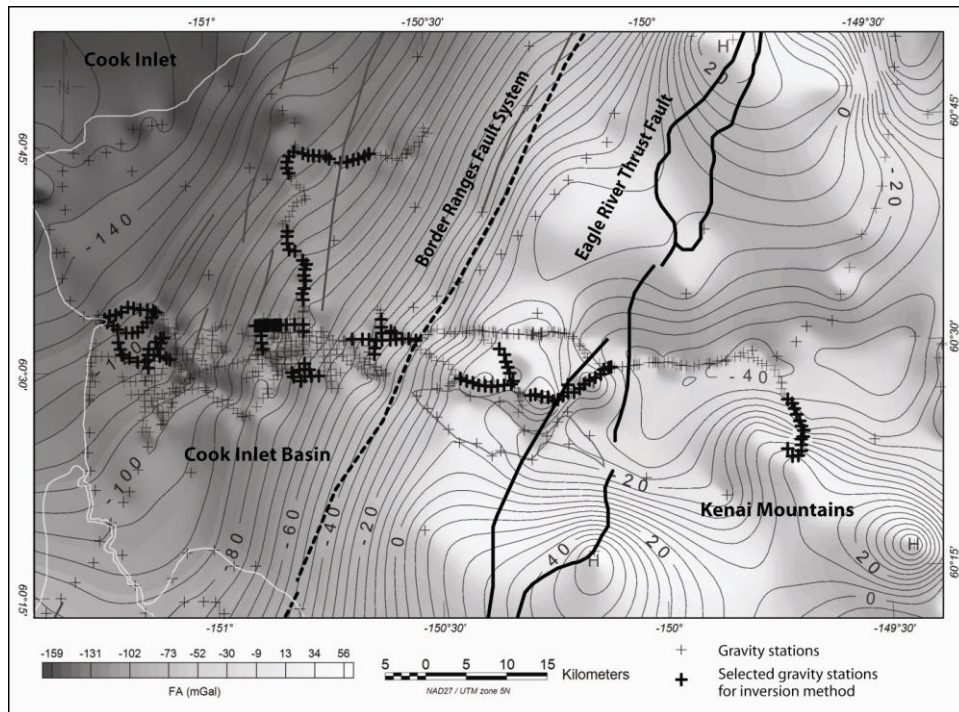 -151° -150°30' -150° -149°30'
Cook Inlet
N
H
20
0
60°45'
60°45'
Border Ranges Fault System
Eagle River Thrust Fault
-20
-140
60°30'
60°30'
H
-40
Cook Inlet Basin
-100
-20
Kenai Mountains
-80
-60
-40
-20
0
40
H
20
H
20
0
60°15'
60°15'
-151° -150°30' -150° -149°30'
-159 -131 -102 -73 -52 -30 -9 13 34 56
FA (mGal)
5 0 5 10 15
Kilometers
NAD27 / UTM zone 5N
Gravity stations
Selected gravity stations
for inversion method